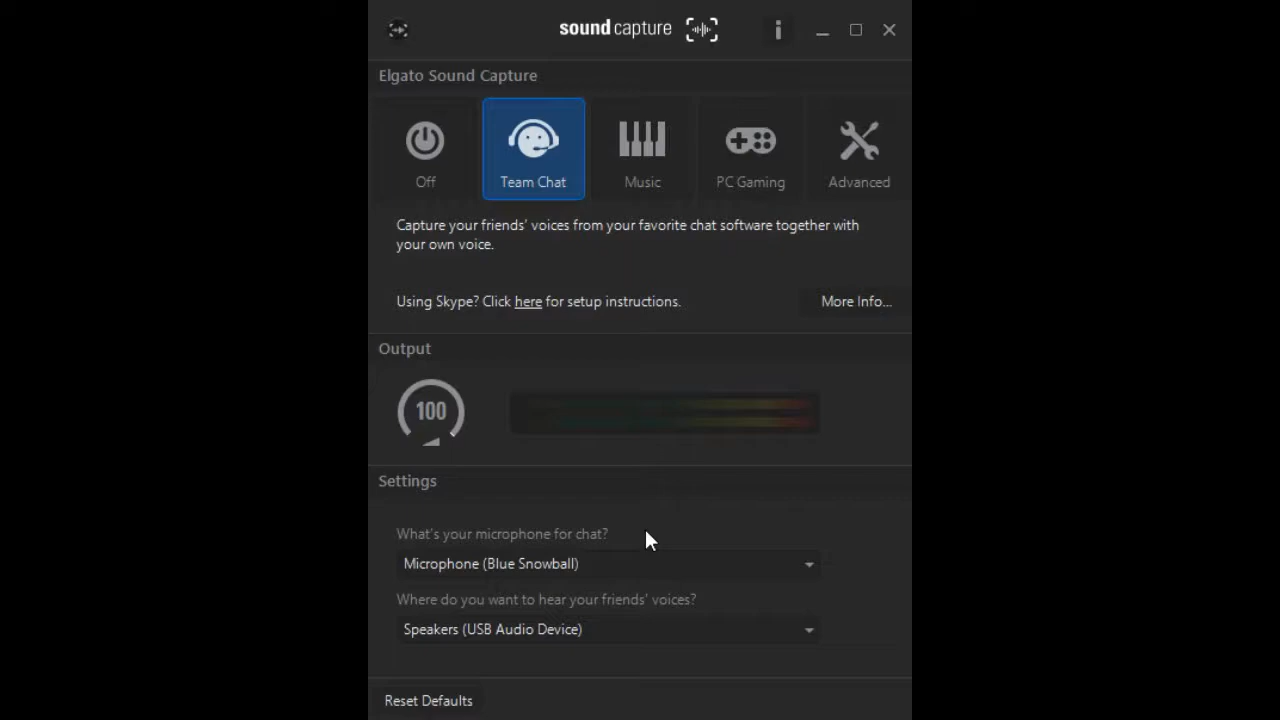 soundcapture
Elgato Sound Capture
Off
Team Chat
Music
PC Gaming
Advanced
Capture your friends' voices from your favorite chat software together with
your own voice.
Using Skype? Click here for setup instructions.
More Info...
Output
100
Settings
What's your microphone for chat?
Microphone (Blue Snowball)
Where do you want to hear your friends' voices?
Speakers (USB Audio Device)
Reset Defaults